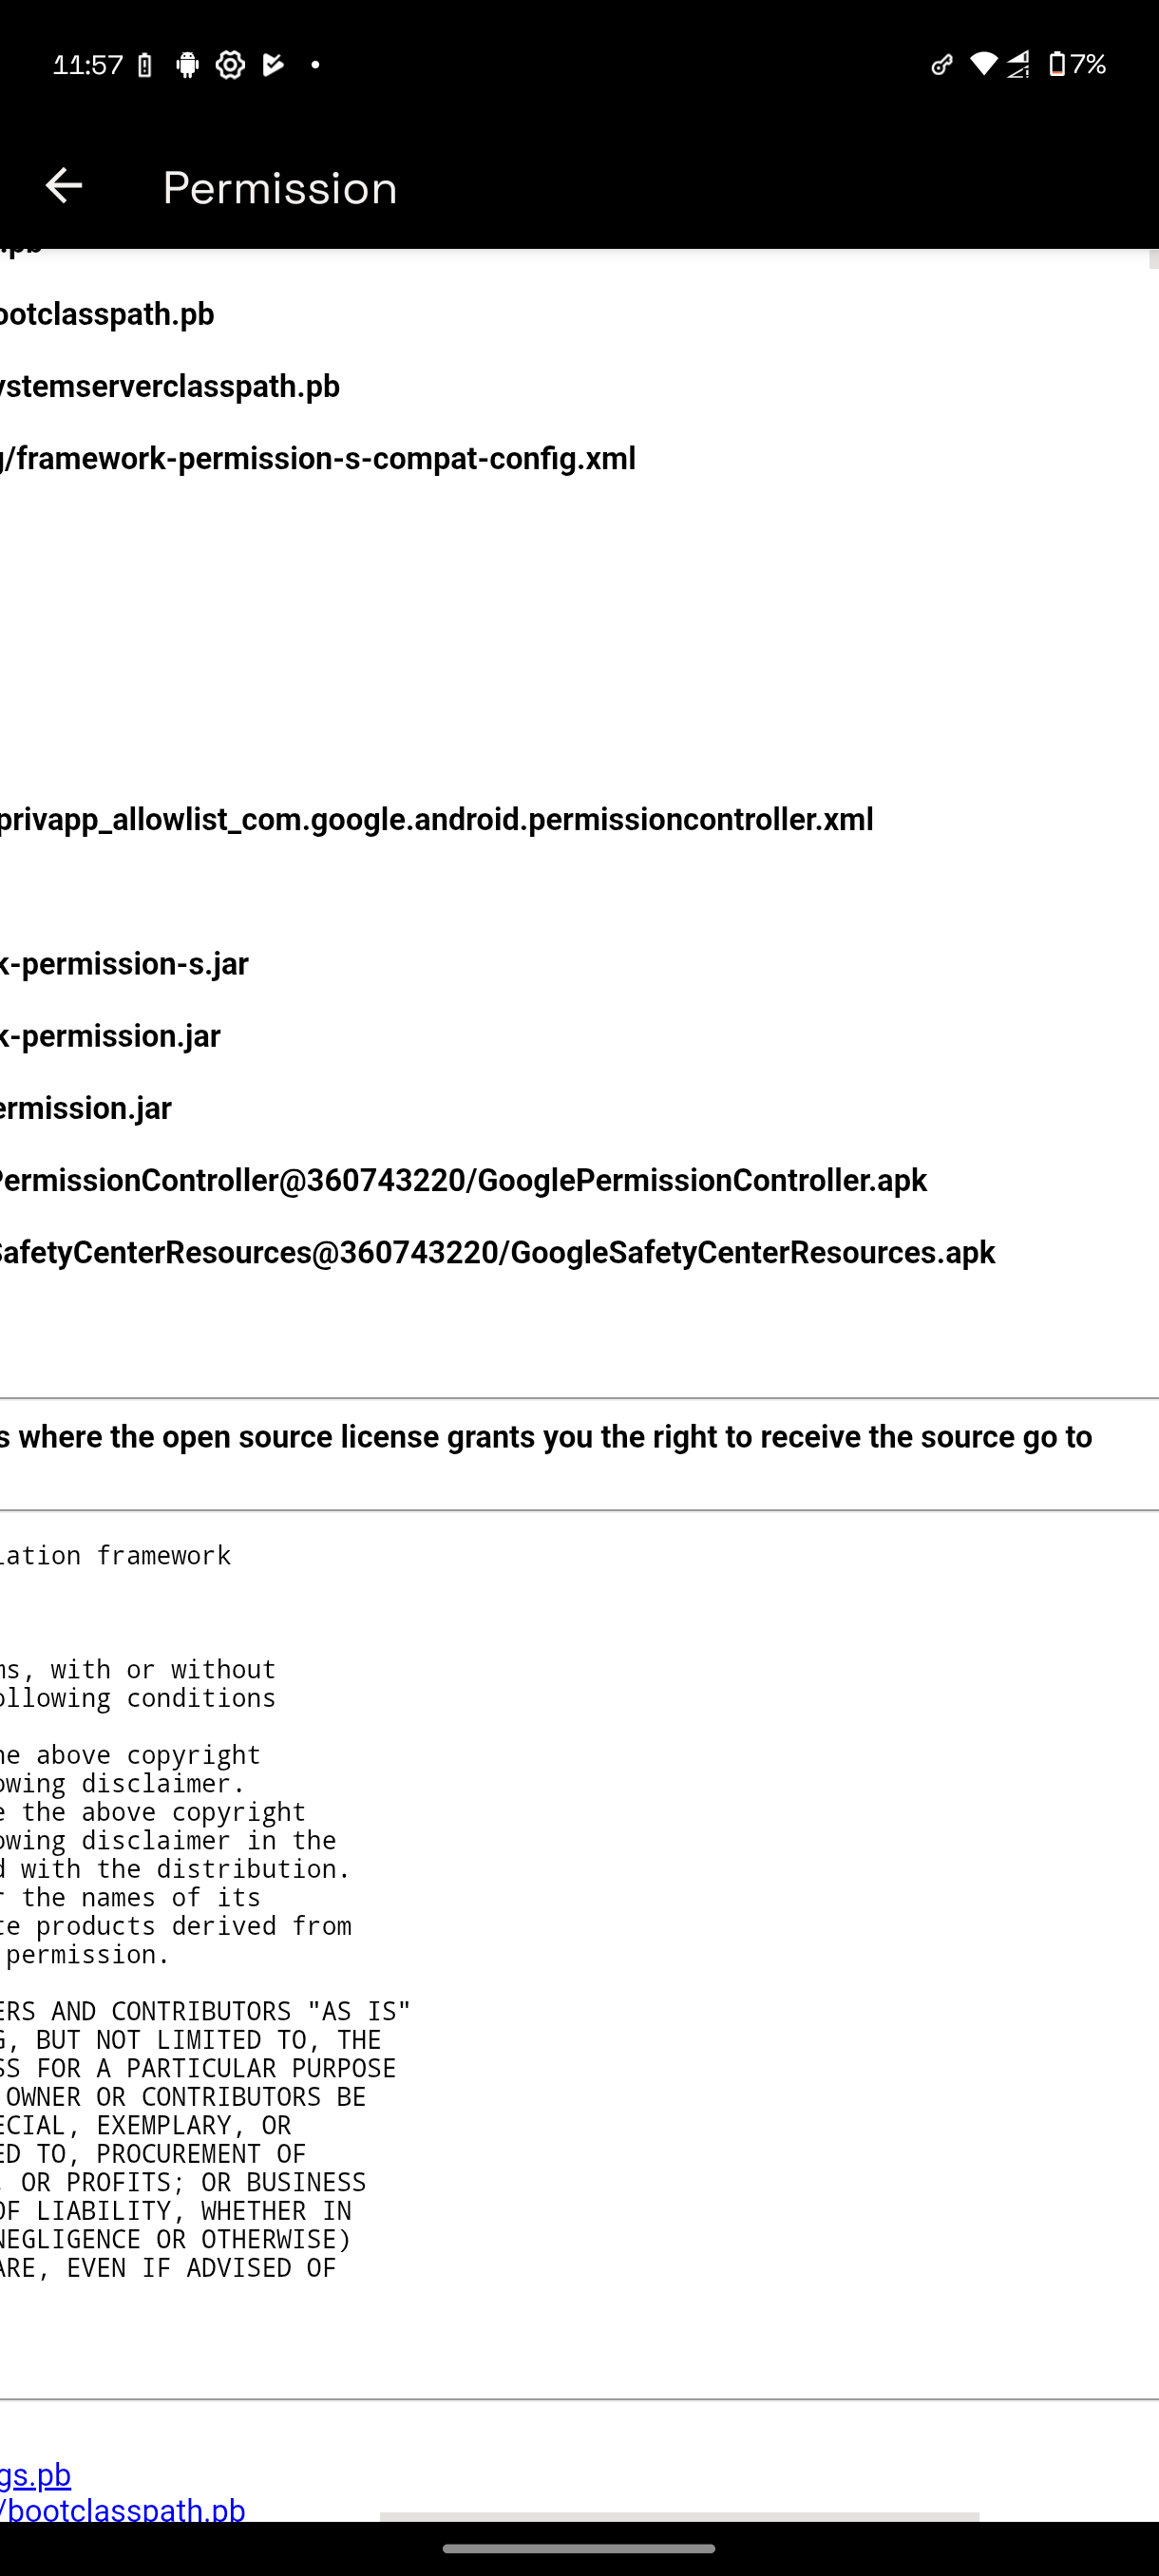 11:57
7%
Permission
.pb
ootclasspath.pb
ystemserverclasspath.pb
g/framework-permission-s-compat-config.xml
privapp_allowlist_com.google.android.permissioncontroller.xml
k-permission-s.jar
k-permission.jar
ermission.jar
PermissionController@360743220/GooglePermissionController.apk
SafetyCenterResources@360743220/GoogleSafetyCenterResources.apk
s where the open source license grants you the right to receive the source go to
lation framework
ms, with or without
ollowing conditions
he above copyright
owing disclaimer.
e the above copyright
owing disclaimer in the
d with the distribution.
r the names of its
te products derived from
permission.
ERS AND CONTRIBUTORS "AS IS"
G, BUT NOT LIMITED TO, THE
SS FOR A PARTICULAR PURPOSE
OWNER OR CONTRIBUTORS BE
ECIAL, EXEMPLARY, OR
ED TO, PROCUREMENT OF
, OR PROFITS; OR BUSINESS
OF LIABILITY, WHETHER IN
NEGLIGENCE OR OTHERWISE)
ARE, EVEN IF ADVISED OF
gs.pb
/bootclasspath.pb